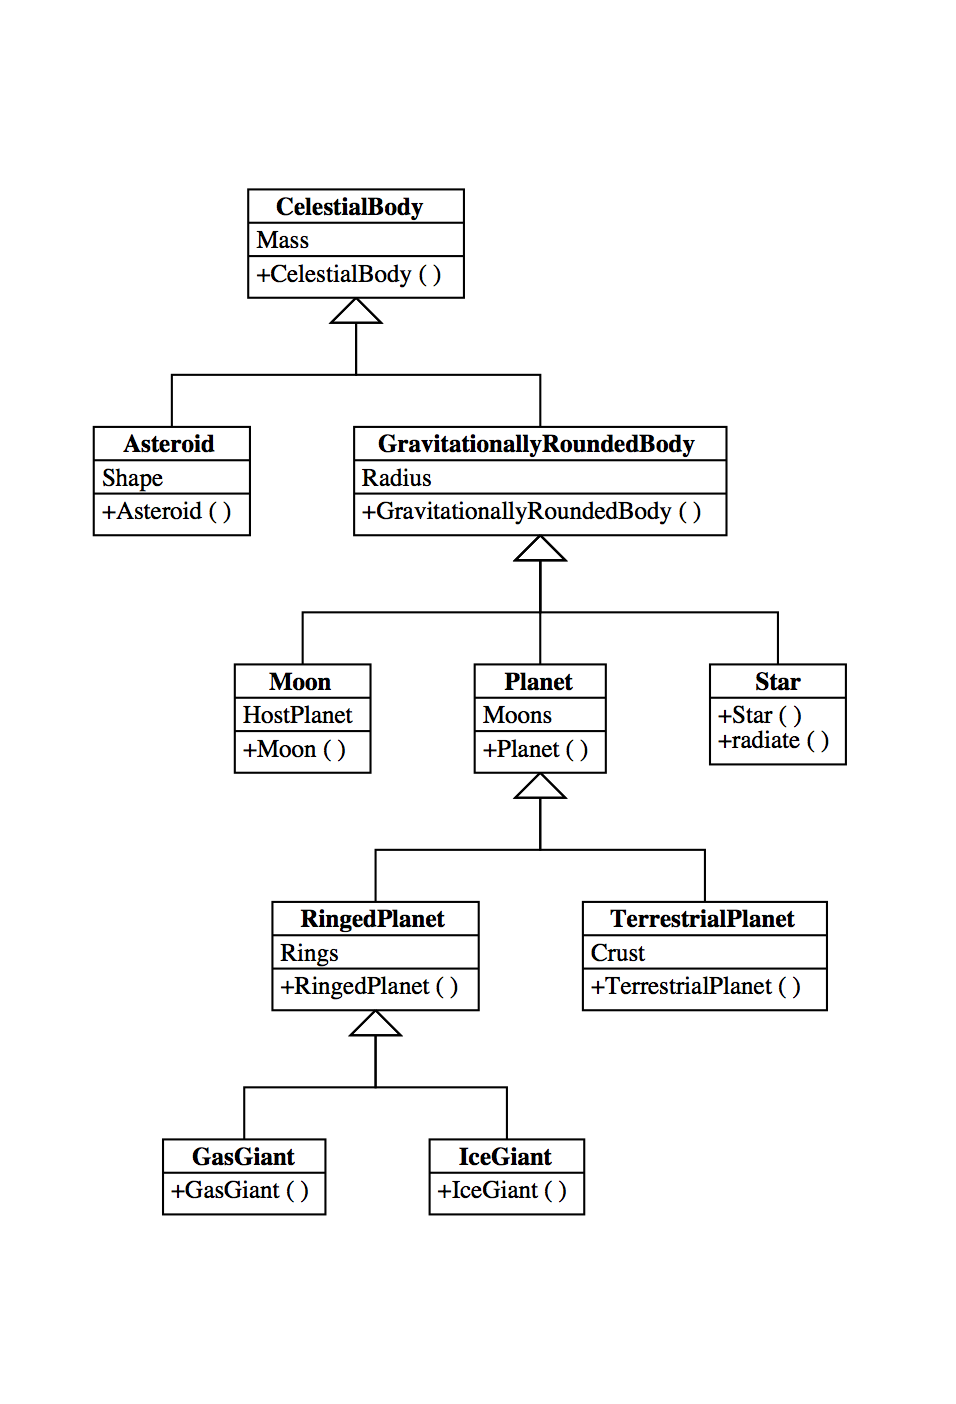 CelestialBody
Mass
+CelestialBody ( )
Asteroid
Shape
+Asteroid ( )
GravitationallyRoundedBody
Radius
+GravitationallyRoundedBody ( )
Moon
HostPlanet
+Moon ( )
Planet
Moons
+Planet ( )
Star
+Star ( )
+radiate ( )
RingedPlanet
Rings
+RingedPlanet ( )
TerrestrialPlanet
Crust
+TerrestrialPlanet ( )
GasGiant
+GasGiant ( )
IceGiant
+IceGiant ( )